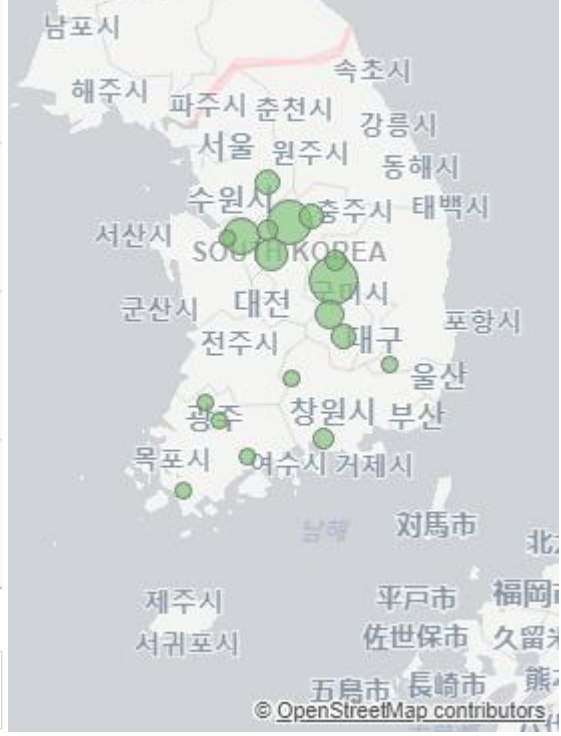 남포시
속초시
해주시
파주시 춘천시
강릉시
서울 원주시
동해시
수원시
충주시 태백시
서산시
SOUTH KOREA
구미시
대전
군산시
포항시
전주시
대구
울산
광주
창원시 부산
목포시
여수시 거제시
남해
対馬市
제주시
平戸市
서귀포시
佐世保市
五島市 長崎市
© OpenStreetMap contributors